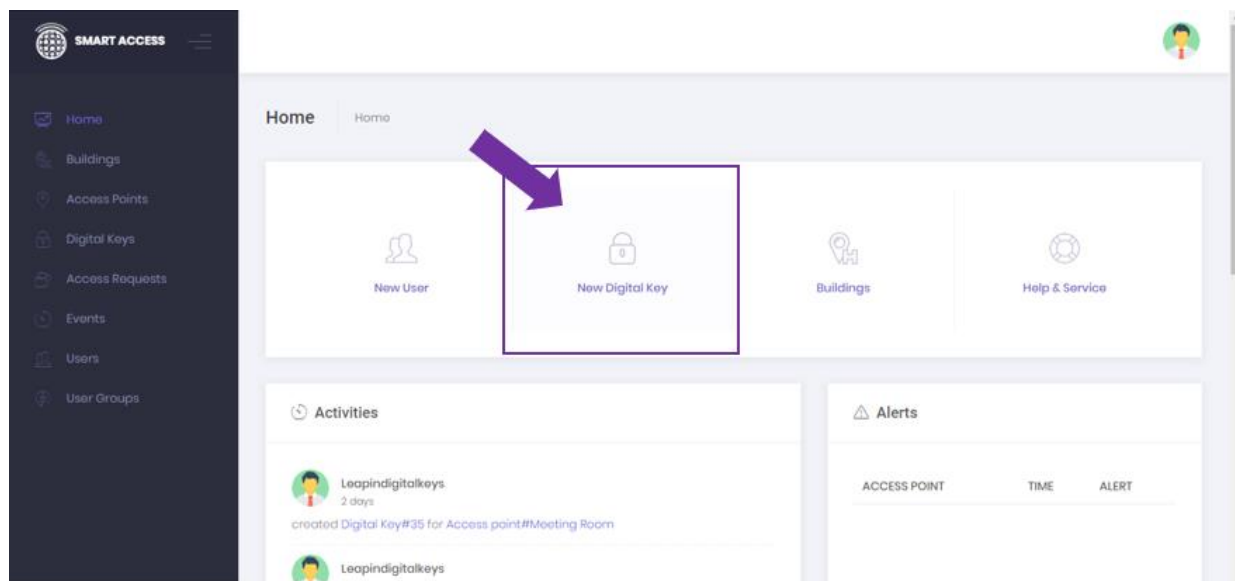 SMART ACCESS
Home
Buildings
Access Points
Digital Keys
Access Requests
Events
Users
User Groups
Home Home
New User
New Digital Key
Buildings
Help & Service
Activities
Leapindigitalkeys
2 days
created Digital Key#35 for Access point#Meeting Room
Leapindigitalkeys
Alerts
ACCESS POINT TIME ALERT